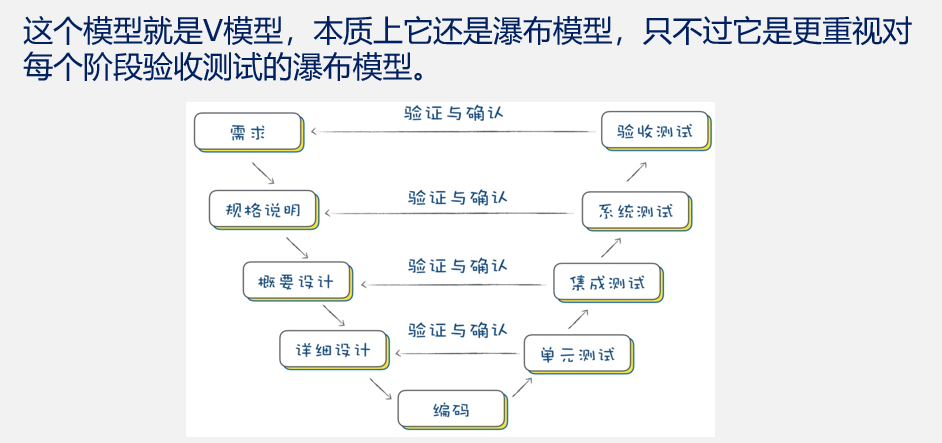 这个模型就是V模型，本质上它还是瀑布模型，只不过它是更重视对
每个阶段验收测试的瀑布模型。
需求
验证与确认
验收测试
规格说明
验证与确认
系统测试
概要设计
验证与确认
集成测试
详细设计
验证与确认
单元测试
编码